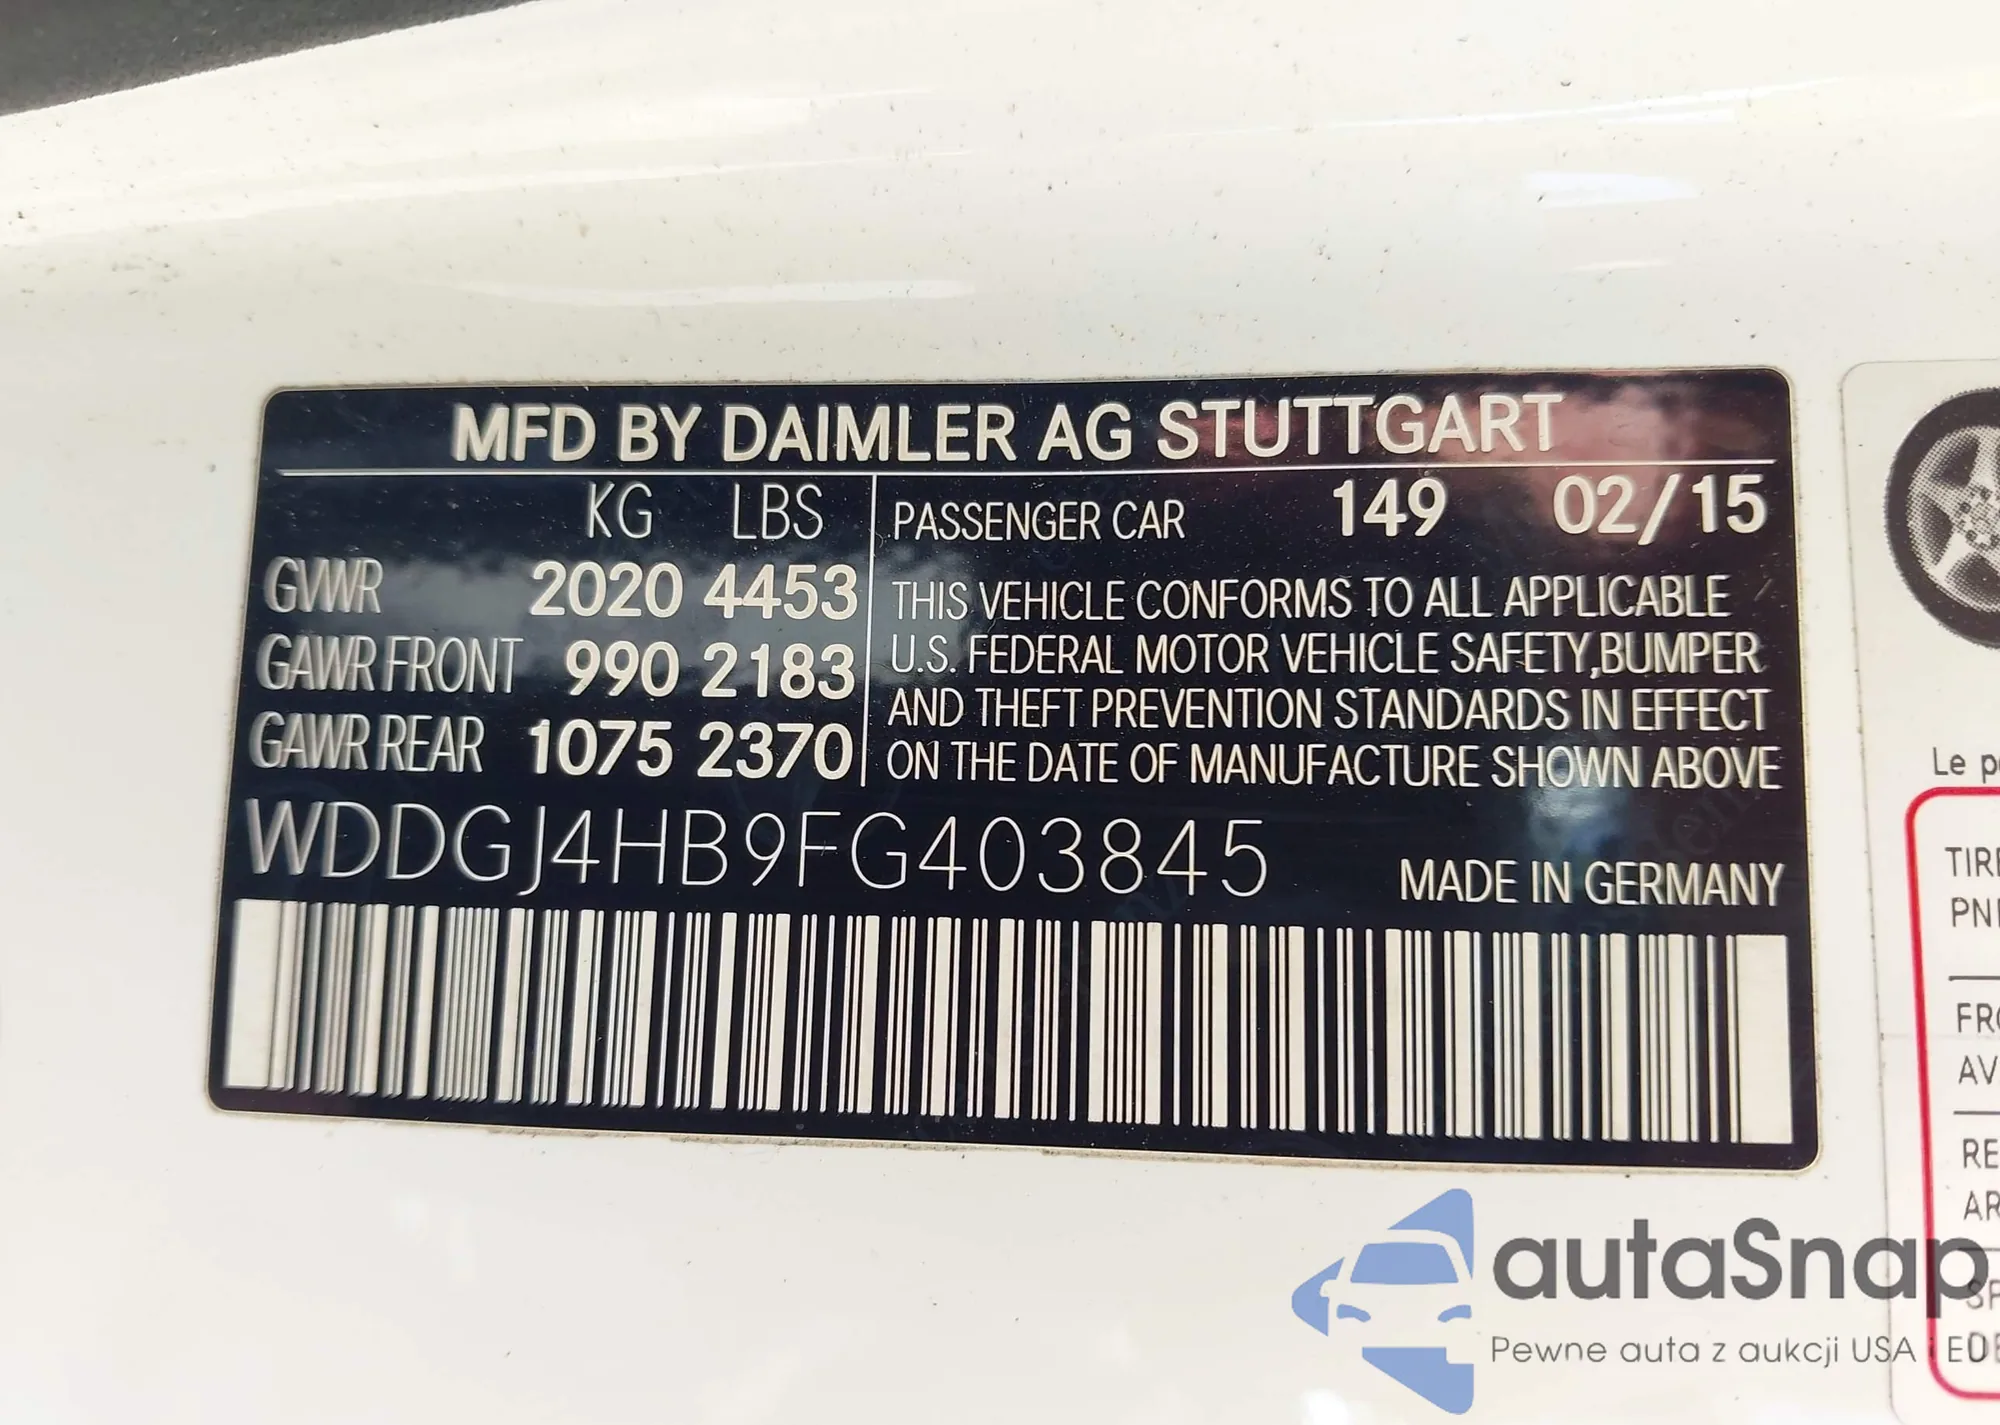 MFD BY DAIMLER AG STUTTGART
KG LBS
GVWR 2020 4453
GAWR FRONT 990 2183
GAWR REAR 1075 2370
PASSENGER CAR 149 02/15
THIS VEHICLE CONFORMS TO ALL APPLICABLE
U.S. FEDERAL MOTOR VEHICLE SAFETY,BUMPER
AND THEFT PREVENTION STANDARDS IN EFFECT
ON THE DATE OF MANUFACTURE SHOWN ABOVE
WDDGJ4HB9FG403845
MADE IN GERMANY
Le
autaSnap
Pewne auta z aukcji USA i EU